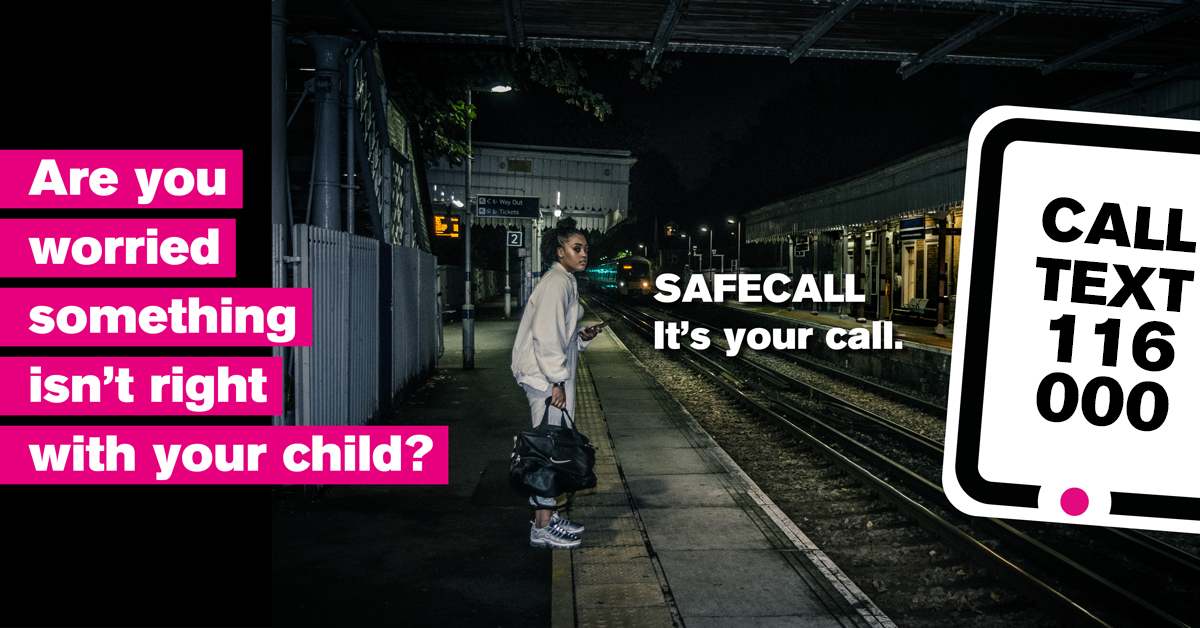 Are you
worried
something
isn't right
with your child?
Way Out
Tickets
2
SAFECALL
It's your call.
CALL
TEXT
116
000